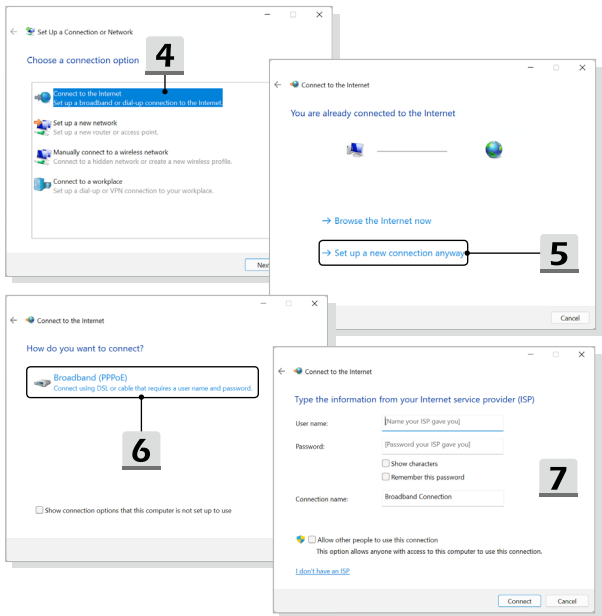 Set Up a Connection or Network
Choose a connection option
4
Connect to the Internet
Set up a broadband or dial-up connection to the Internet.
Set up a new network
Set up a new router or access point.
Manually connect to a wireless network
Connect to a hidden network or create a new wireless profile.
Connect to a workplace
Set up a dial-up or VPN connection to your workplace.
Connect to the Internet
You are already connected to the Internet
→ Browse the Internet now
→ Set up a new connection anyway
5
Cancel
Connect to the Internet
How do you want to connect?
Broadband (PPPoE)
Connect using DSL or cable that requires a user name and password.
6
Show connection options that this computer is not set up to use
Connect to the Internet
Type the information from your Internet service provider (ISP)
User name:
[Name your ISP gave you]
Password:
[Password your ISP gave you]
Show characters
Remember this password
7
Connection name:
Broadband Connection
Allow other people to use this connection
This option allows anyone with access to this computer to use this connection.
I don't have an ISP
Connect
Cancel